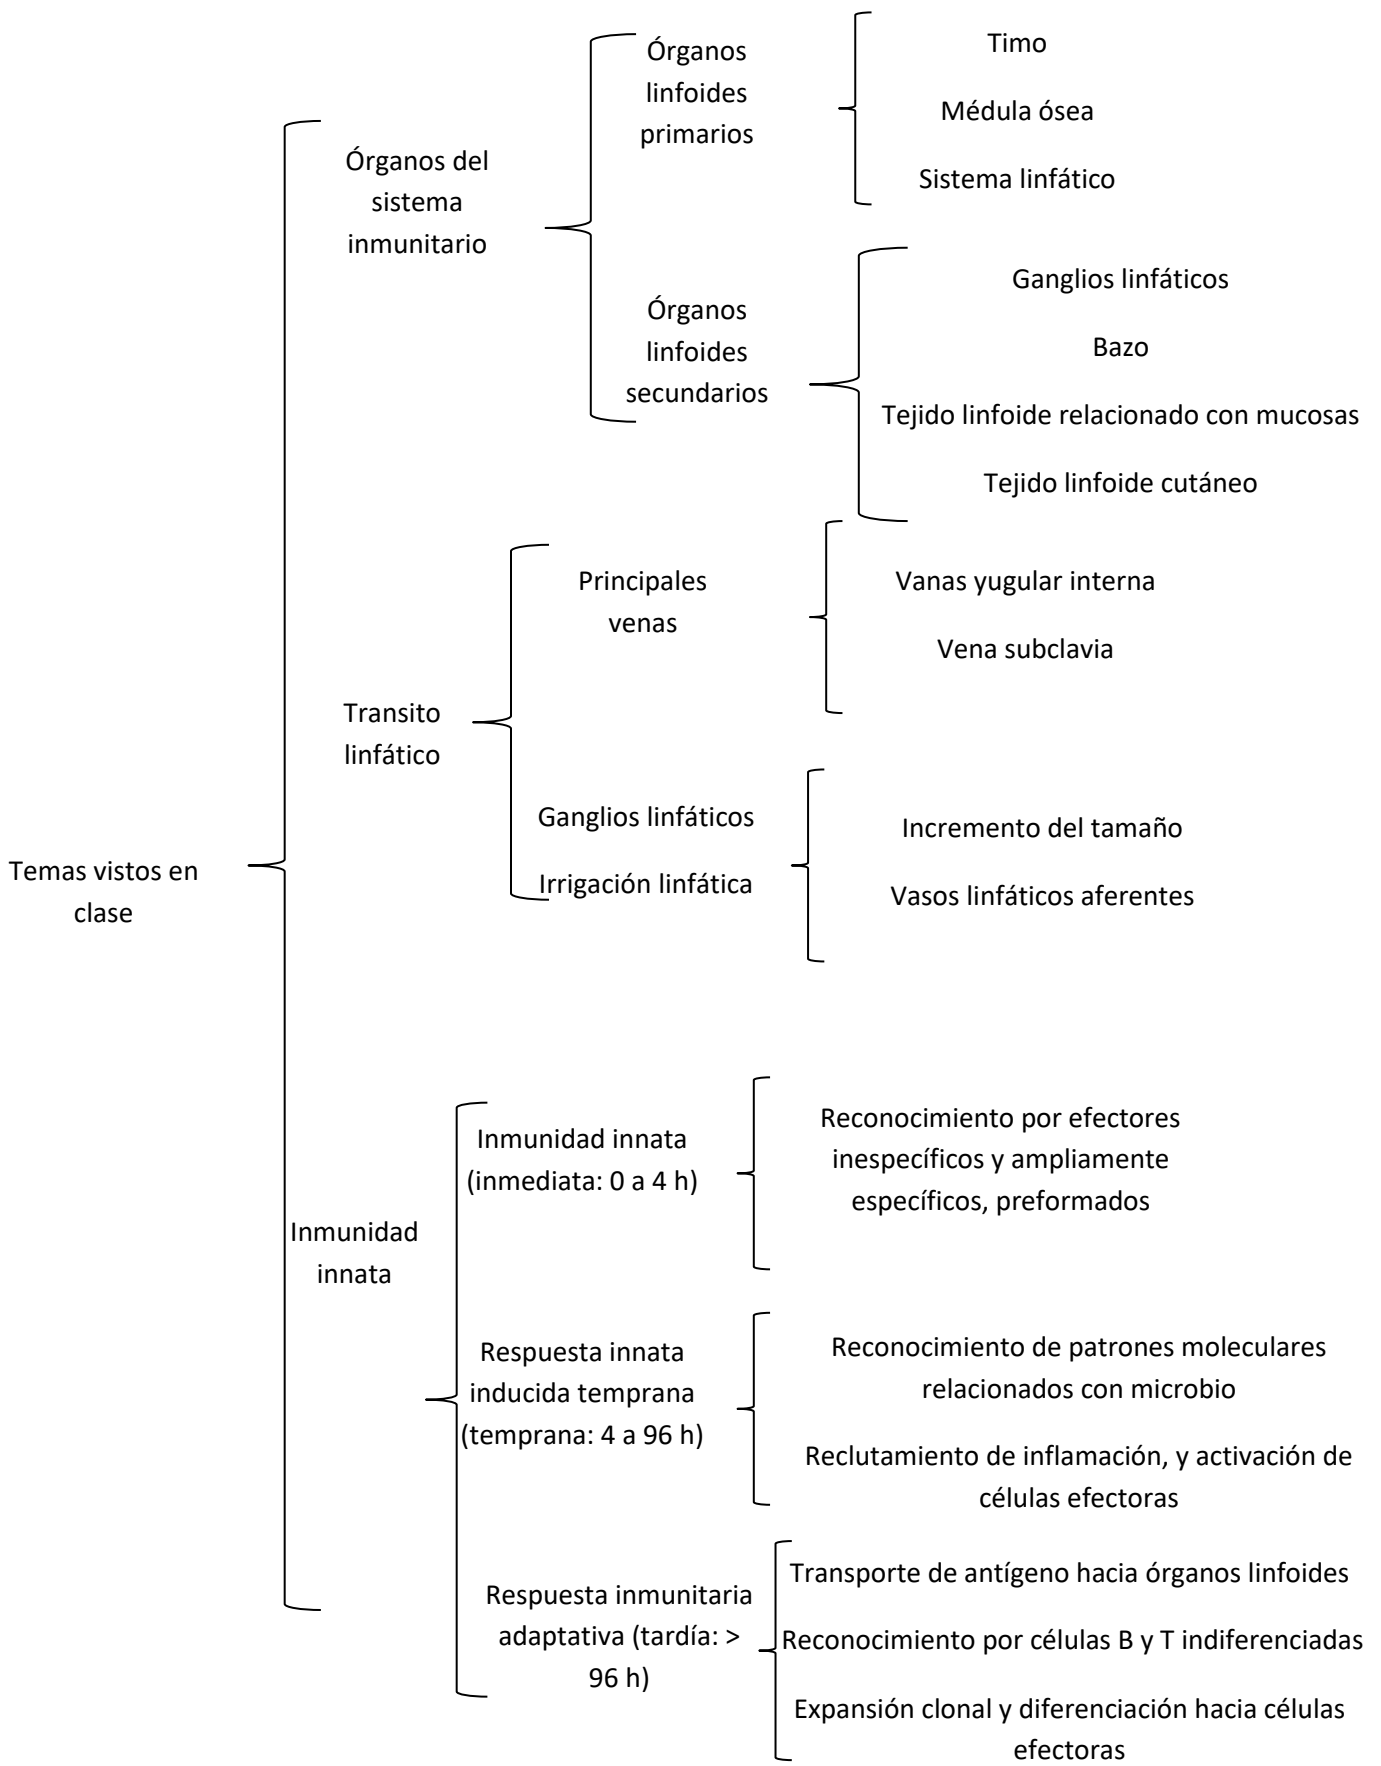 Temas vistos en
clase
Órganos del
sistema
inmunitario
Órganos
linfoides
primarios
Timo
Médula ósea
Sistema linfático
Órganos
linfoides
secundarios
Ganglios linfáticos
Bazo
Tejido linfoide relacionado con mucosas
Tejido linfoide cutáneo
Transito
linfático
Principales
venas
Vanas yugular interna
Vena subclavia
Ganglios linfáticos
Irrigación linfática
Incremento del tamaño
Vasos linfáticos aferentes
Inmunidad
innata
Inmunidad innata
(inmediata: 0 a 4 h)
Reconocimiento por efectores
inespecíficos y ampliamente
específicos, preformados
Respuesta innata
inducida temprana
(temprana: 4 a 96 h)
Reconocimiento de patrones moleculares
relacionados con microbio
Reclutamiento de inflamación, y activación de
células efectoras
Respuesta inmunitaria
adaptativa (tardía: >
96 h)
Transporte de antígeno hacia órganos linfoides
Reconocimiento por células B y T indiferenciadas
Expansión clonal y diferenciación hacia células
efectoras